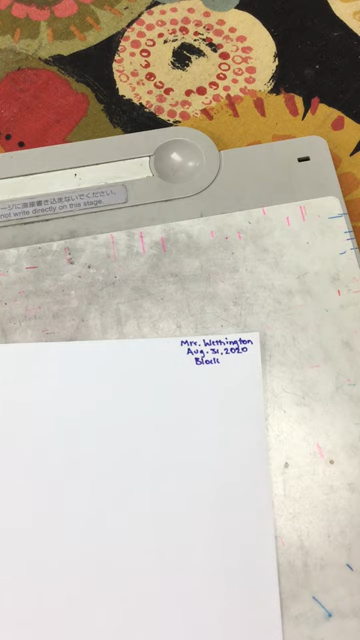 ージに直接書き込まないでください。
not write directly on this stage.
Mrs. Wethington
Aug. 31, 2020
Block